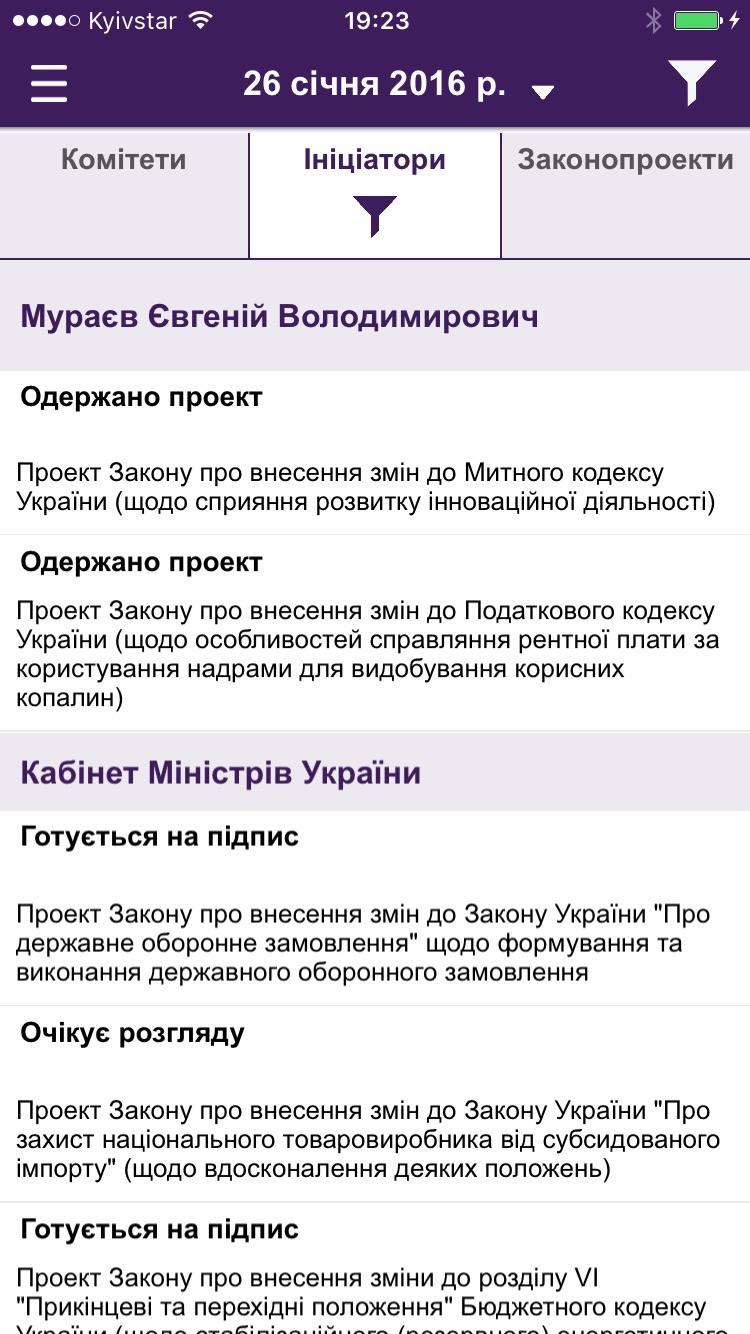 Kyivstar 19:23
26 січня 2016 р.
Комітети Ініціатори Законопроекти
Мураєв Євгеній Володимирович
Одержано проект
Проект Закону про внесення змін до Митного кодексу
України (щодо сприяння розвитку інноваційної діяльності)
Одержано проект
Проект Закону про внесення змін до Податкового кодексу
України (щодо особливостей справляння рентної плати за
користування надрами для видобування корисних
копалин)
Кабінет Міністрів України
Готується на підпис
Проект Закону про внесення змін до Закону України "Про
державне оборонне замовлення" щодо формування та
виконання державного оборонного замовлення
Очікує розгляду
Проект Закону про внесення змін до Закону України "Про
захист національного товаровиробника від субсидованого
імпорту" (щодо вдосконалення деяких положень)
Готується на підпис
Проект Закону про внесення зміни до розділу VI
"Прикінцеві та перехідні положення" Бюджетного кодексу
України (щодо стабілізаційного (резервного) енергетичного